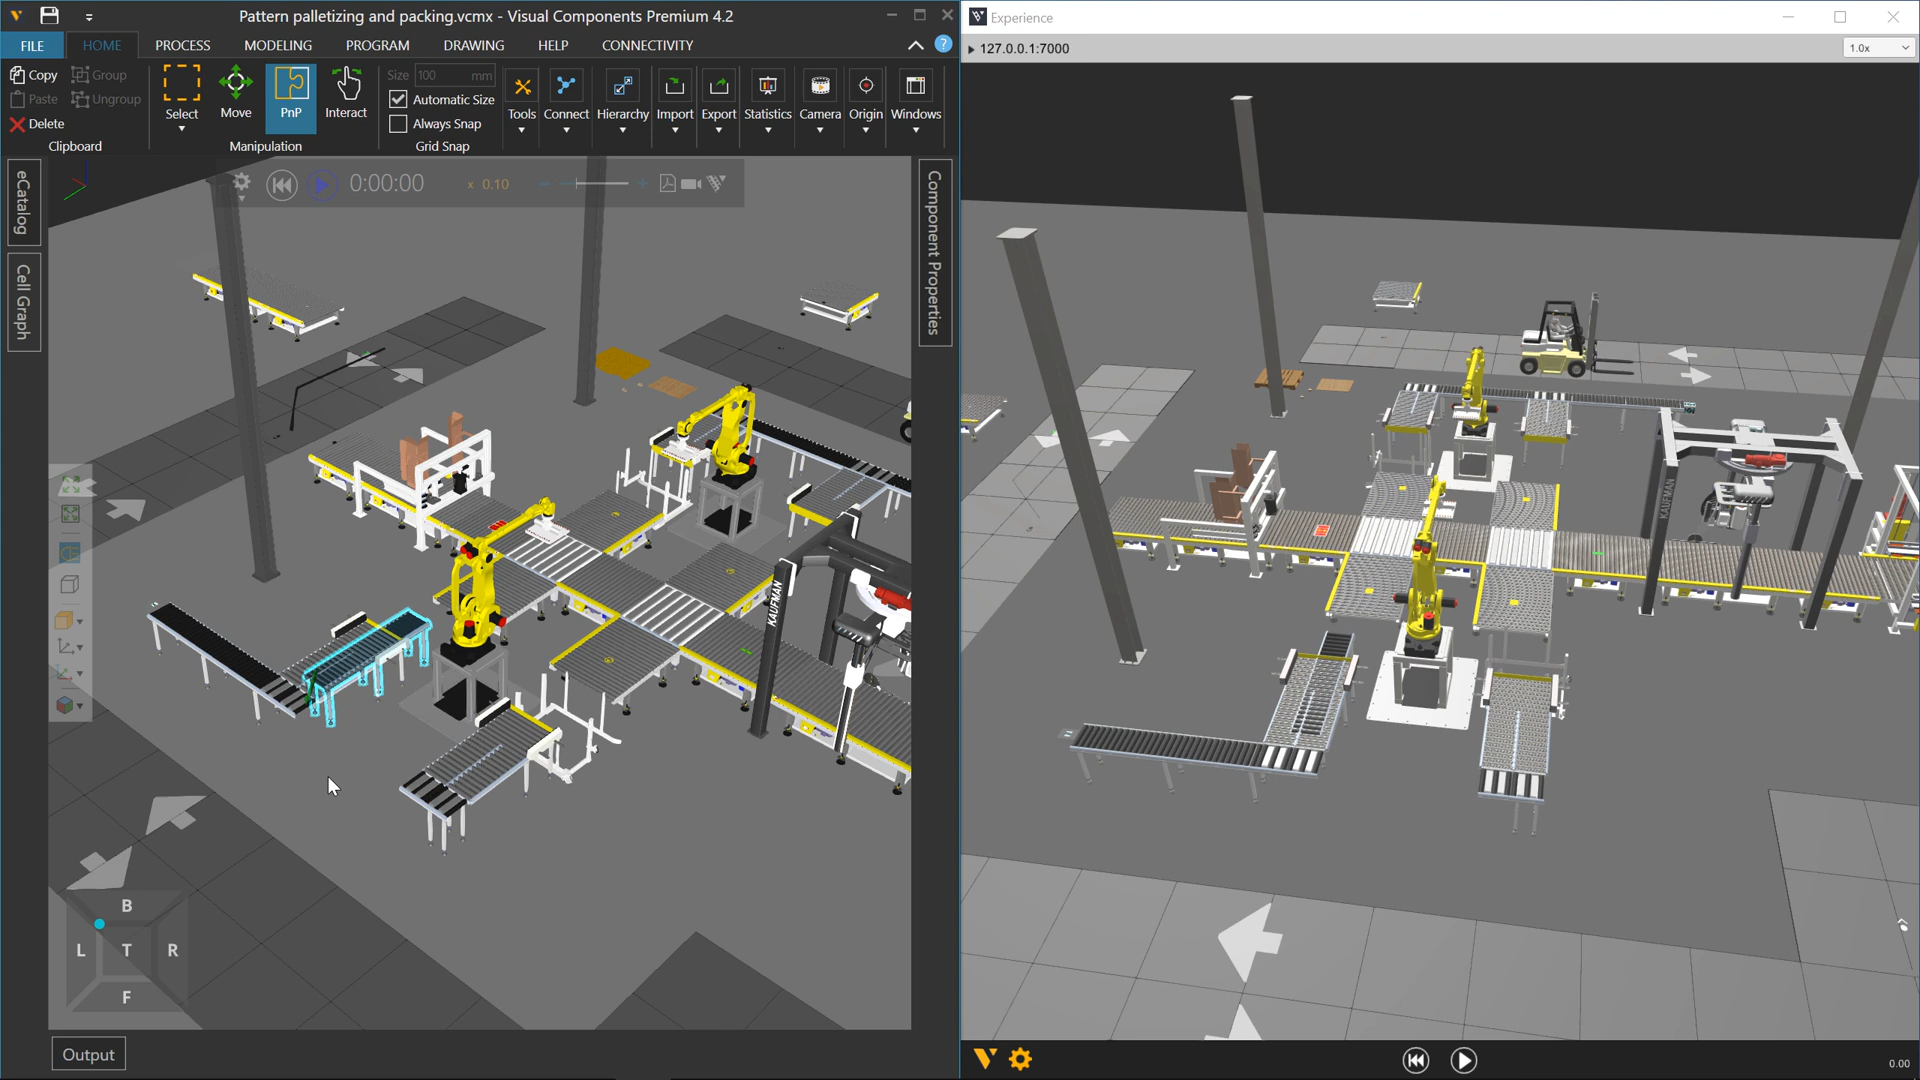 Pattern palletizing and packing.vcmx - Visual Components Premium 4.2
FILE
HOME
PROCESS
MODELING
PROGRAM
DRAWING
HELP
CONNECTIVITY
?
Copy
Paste
Delete
Group
Ungroup
Clipboard
Select
Move
PnP
Interact
Manipulation
Size 100 mm
Automatic Size
Always Snap
Grid Snap
Tools
Connect
Hierarchy
Import
Export
Statistics
Camera
Origin
Windows
eCatalog
Cell Graph
0:00:00
x 0.10
Component Properties
KAUFMAN
B
L T R
F
Output
Experience
127.0.0.1:7000
1.0x
KAUFMAN
0.00